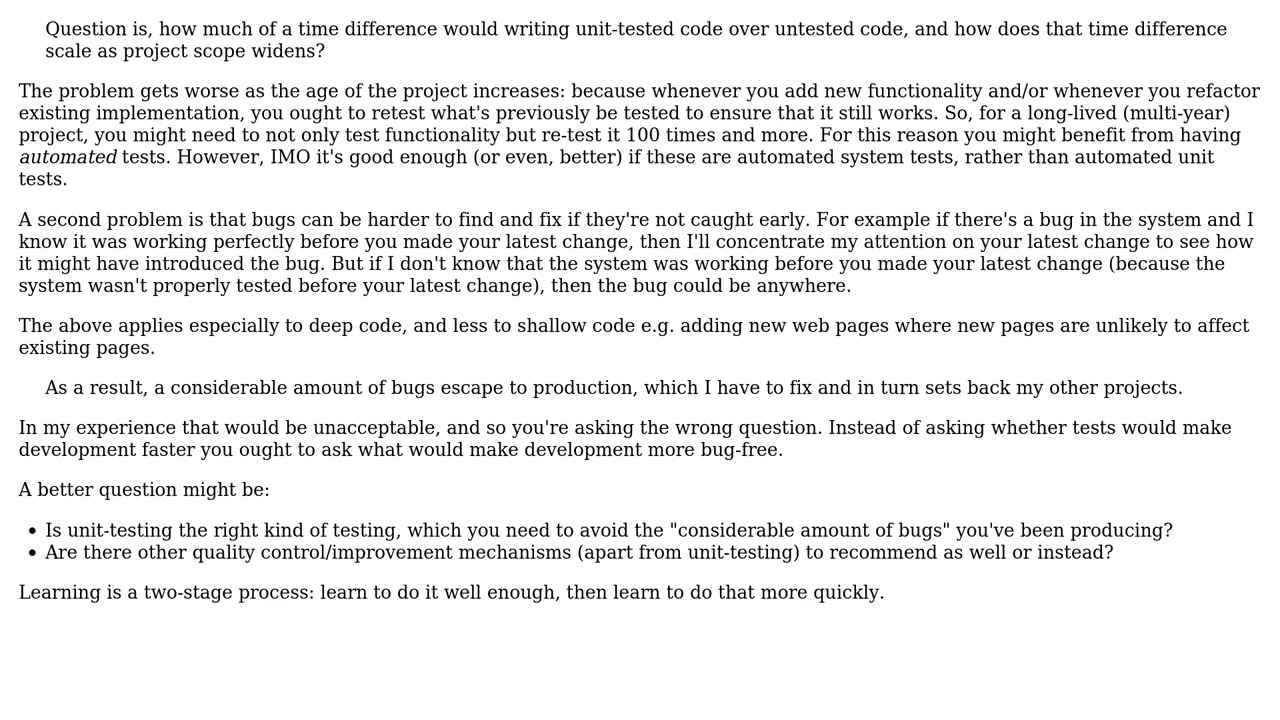 Question is, how much of a time difference would writing unit-tested code over untested code, and how does that time difference
scale as project scope widens?
The problem gets worse as the age of the project increases: because whenever you add new functionality and/or whenever you refactor
existing implementation, you ought to retest what's previously be tested to ensure that it still works. So, for a long-lived (multi-year)
project, you might need to not only test functionality but re-test it 100 times and more. For this reason you might benefit from having
automated tests. However, IMO it's good enough (or even, better) if these are automated system tests, rather than automated unit
tests.
A second problem is that bugs can be harder to find and fix if they're not caught early. For example if there's a bug in the system and I
know it was working perfectly before you made your latest change, then I'll concentrate my attention on your latest change to see how
it might have introduced the bug. But if I don't know that the system was working before you made your latest change (because the
system wasn't properly tested before your latest change), then the bug could be anywhere.
The above applies especially to deep code, and less to shallow code e.g. adding new web pages where new pages are unlikely to affect
existing pages.
As a result, a considerable amount of bugs escape to production, which I have to fix and in turn sets back my other projects.
In my experience that would be unacceptable, and so you're asking the wrong question. Instead of asking whether tests would make
development faster you ought to ask what would make development more bug-free.
A better question might be:
• Is unit-testing the right kind of testing, which you need to avoid the "considerable amount of bugs" you've been producing?
• Are there other quality control/improvement mechanisms (apart from unit-testing) to recommend as well or instead?
Learning is a two-stage process: learn to do it well enough, then learn to do that more quickly.